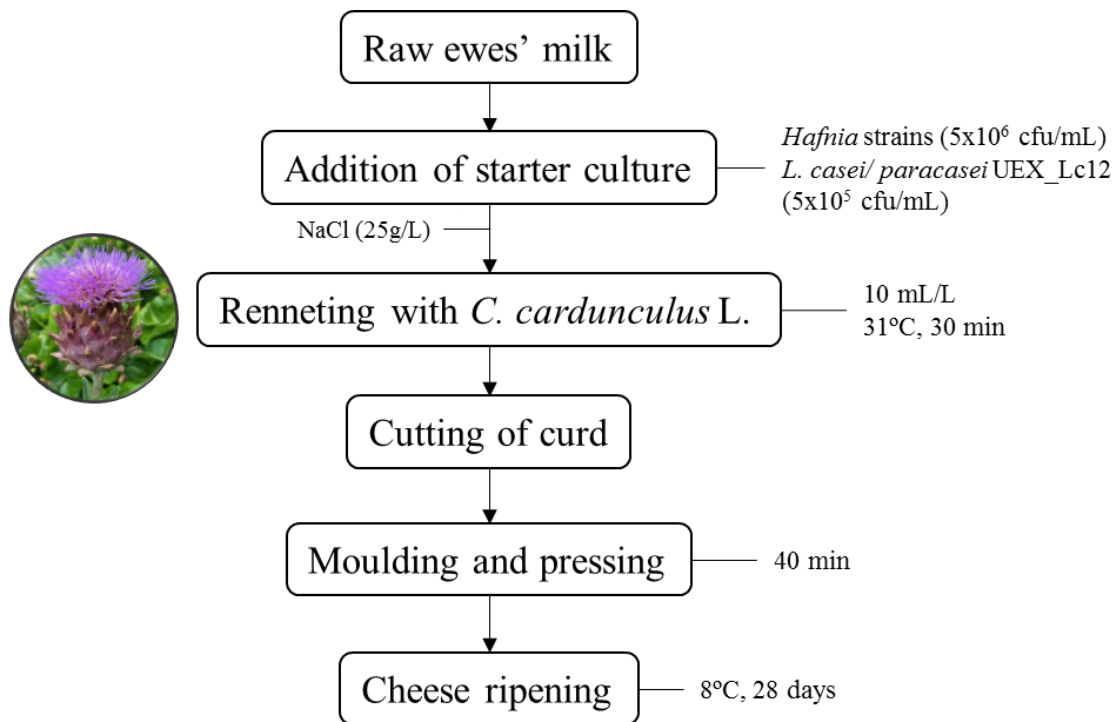 Raw ewes’ milk
Addition of starter culture
Hafnia strains (5x10⁶ cfu/mL)
L. casei/ paracasei UEX_Lc12
(5x10⁵ cfu/mL)
NaCl (25g/L)
Renneting with C. cardunculus L.
10 mL/L
31ºC, 30 min
Cutting of curd
Moulding and pressing
40 min
Cheese ripening
8ºC, 28 days